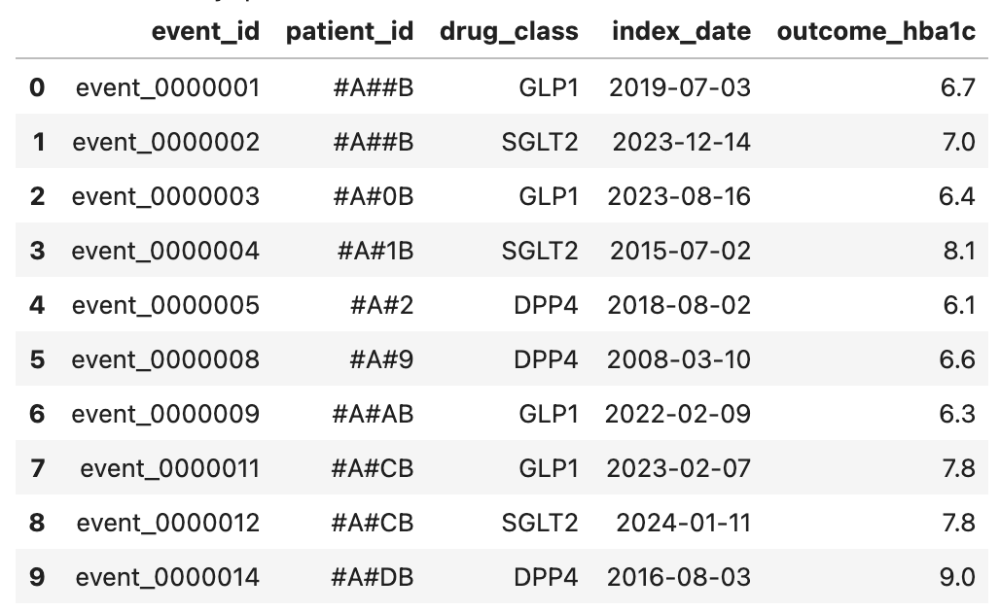 event_id patient_id drug_class index_date outcome_hba1c
0 event_0000001 #A##B GLP1 2019-07-03 6.7
1 event_0000002 #A##B SGLT2 2023-12-14 7.0
2 event_0000003 #A#0B GLP1 2023-08-16 6.4
3 event_0000004 #A#1B SGLT2 2015-07-02 8.1
4 event_0000005 #A#2 DPP4 2018-08-02 6.1
5 event_0000008 #A#9 DPP4 2008-03-10 6.6
6 event_0000009 #A#AB GLP1 2022-02-09 6.3
7 event_0000011 #A#CB GLP1 2023-02-07 7.8
8 event_0000012 #A#CB SGLT2 2024-01-11 7.8
9 event_0000014 #A#DB DPP4 2016-08-03 9.0